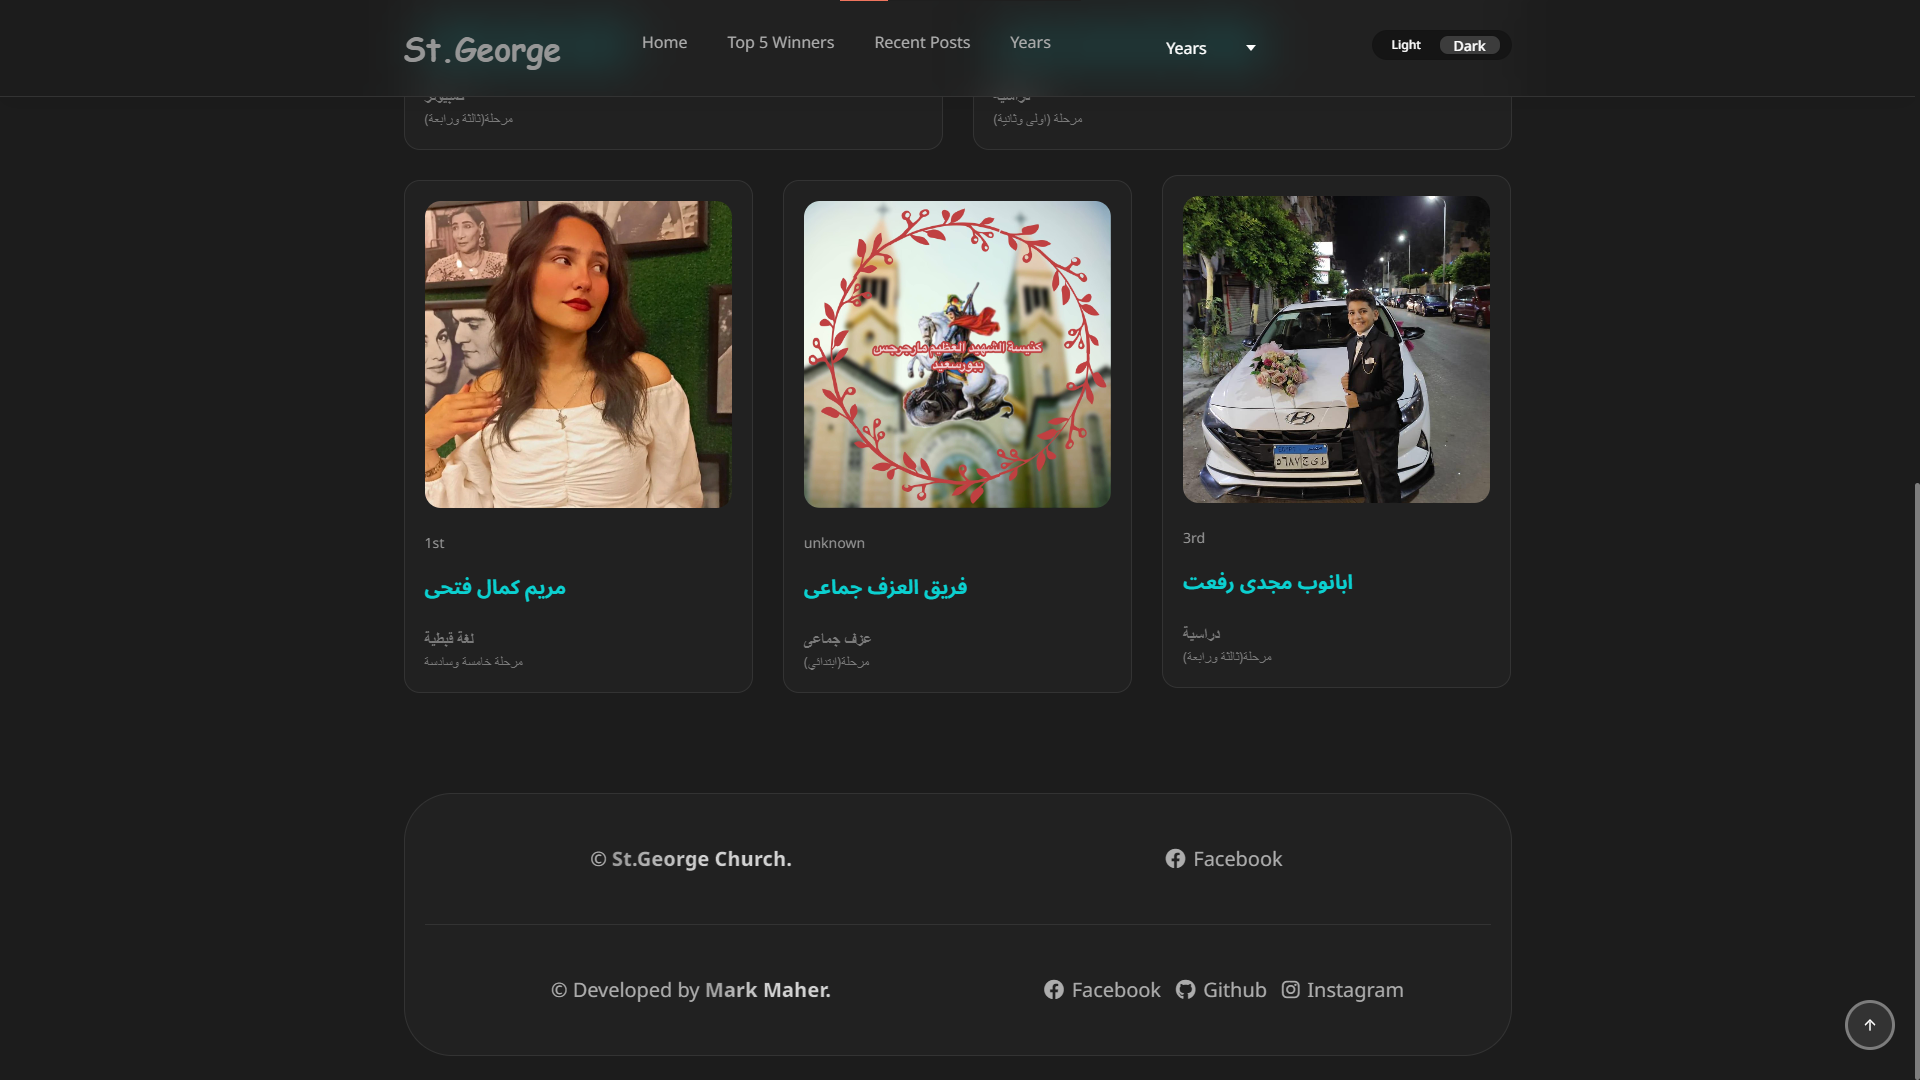 St.George
Home
Top 5 Winners
Recent Posts
Years
Years
Light
Dark
مرحلة(ثالثة ورابعة)
مرحلة (اولى وثانية)
كنيسة الشهيد العظيم مارجرجس
ببورسعيد
1st
مريم كمال فتحى
لغة قبطية
مرحلة خامسة وسادسة
unknown
فريق العزف جماعى
عزف جماعى
مرحلة(ابتدائي)
3rd
ابانوب مجدى رفعت
دراسية
مرحلة(ثالثة ورابعة)
© St.George Church.
Facebook
© Developed by Mark Maher.
Facebook
Github
Instagram